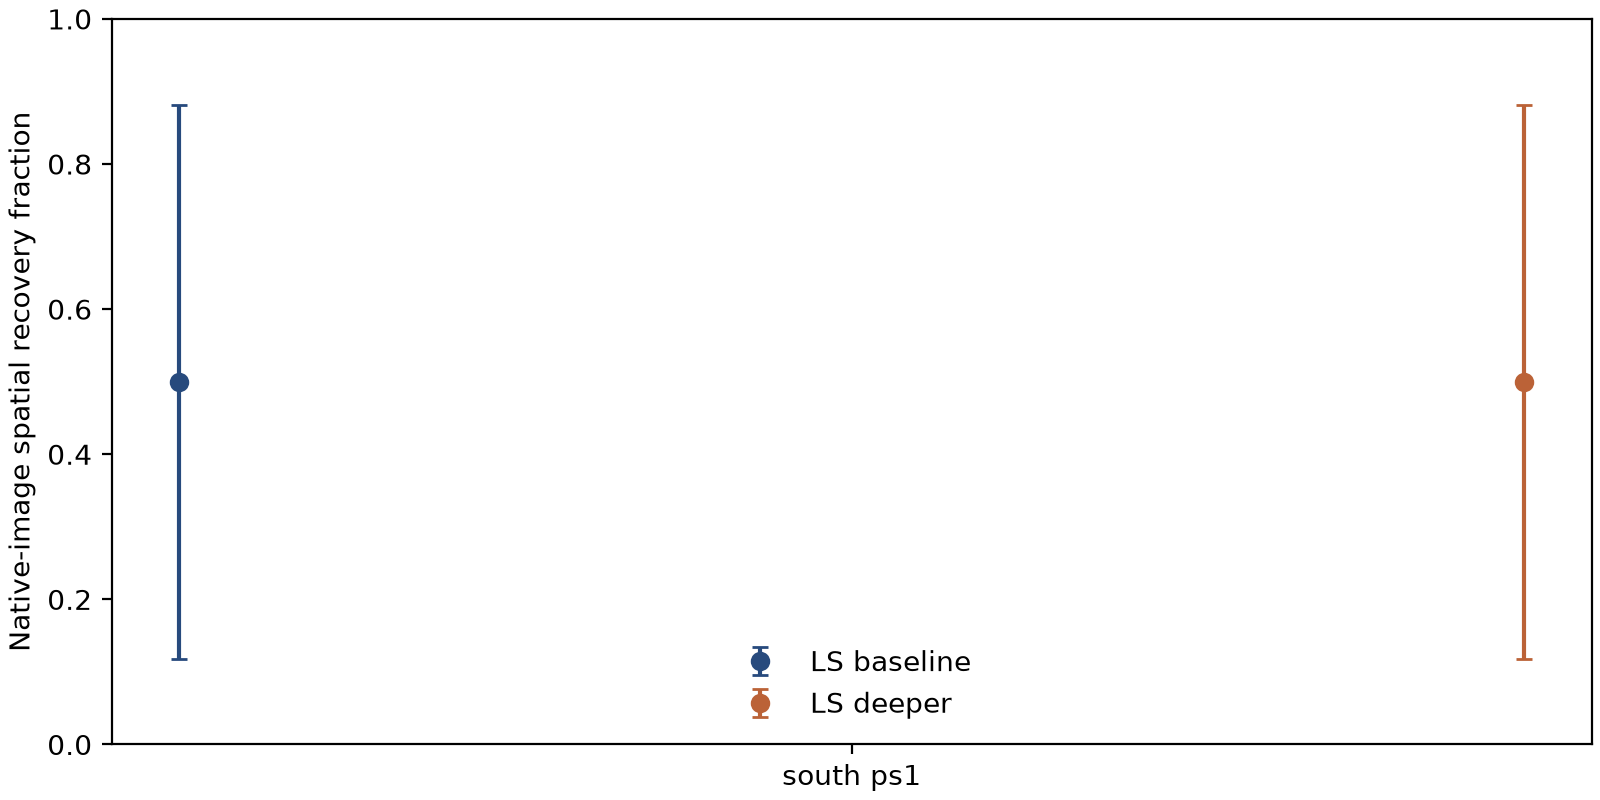 Native-image spatial recovery fraction
1.0
0.8
0.6
0.4
0.2
0.0
LS baseline
LS deeper
south ps1